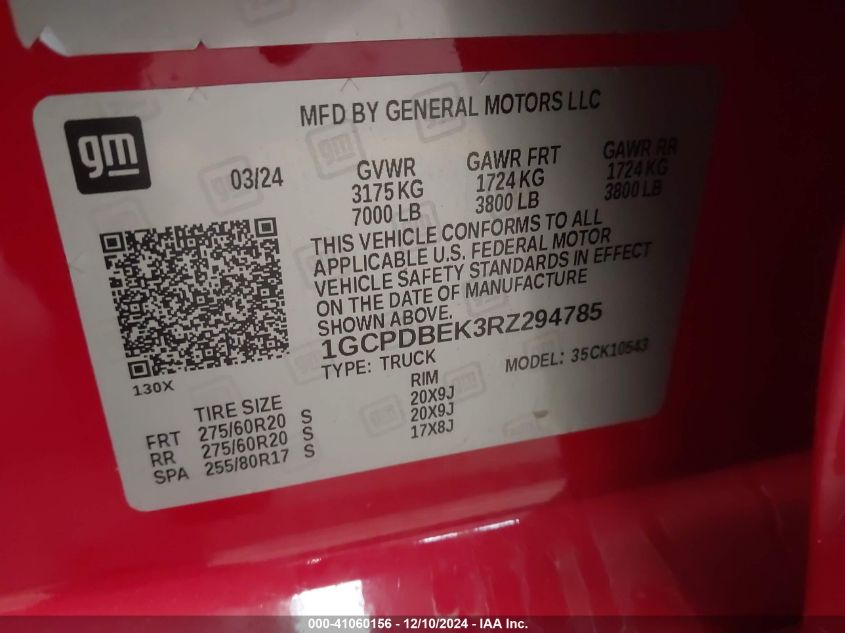 MFD BY GENERAL MOTORS LLC
gm
03/24
GVWR GAWR FRT GAWR RR
3175 KG 1724 KG 1724 KG
7000 LB 3800 LB 3800 LB
THIS VEHICLE CONFORMS TO ALL
APPLICABLE U.S. FEDERAL MOTOR
VEHICLE SAFETY STANDARDS IN EFFECT
ON THE DATE OF MANUFACTURE
SHOWN ABOVE.
1GCPDBEK3RZ294785
TYPE: TRUCK MODEL: 35CK10543
130X
TIRE SIZE RIM
FRT 275/60R20 S 20X9J
RR 275/60R20 S 20X9J
SPA 255/80R17 S 17X8J
000-41060156 - 12/10/2024 - IAA Inc.